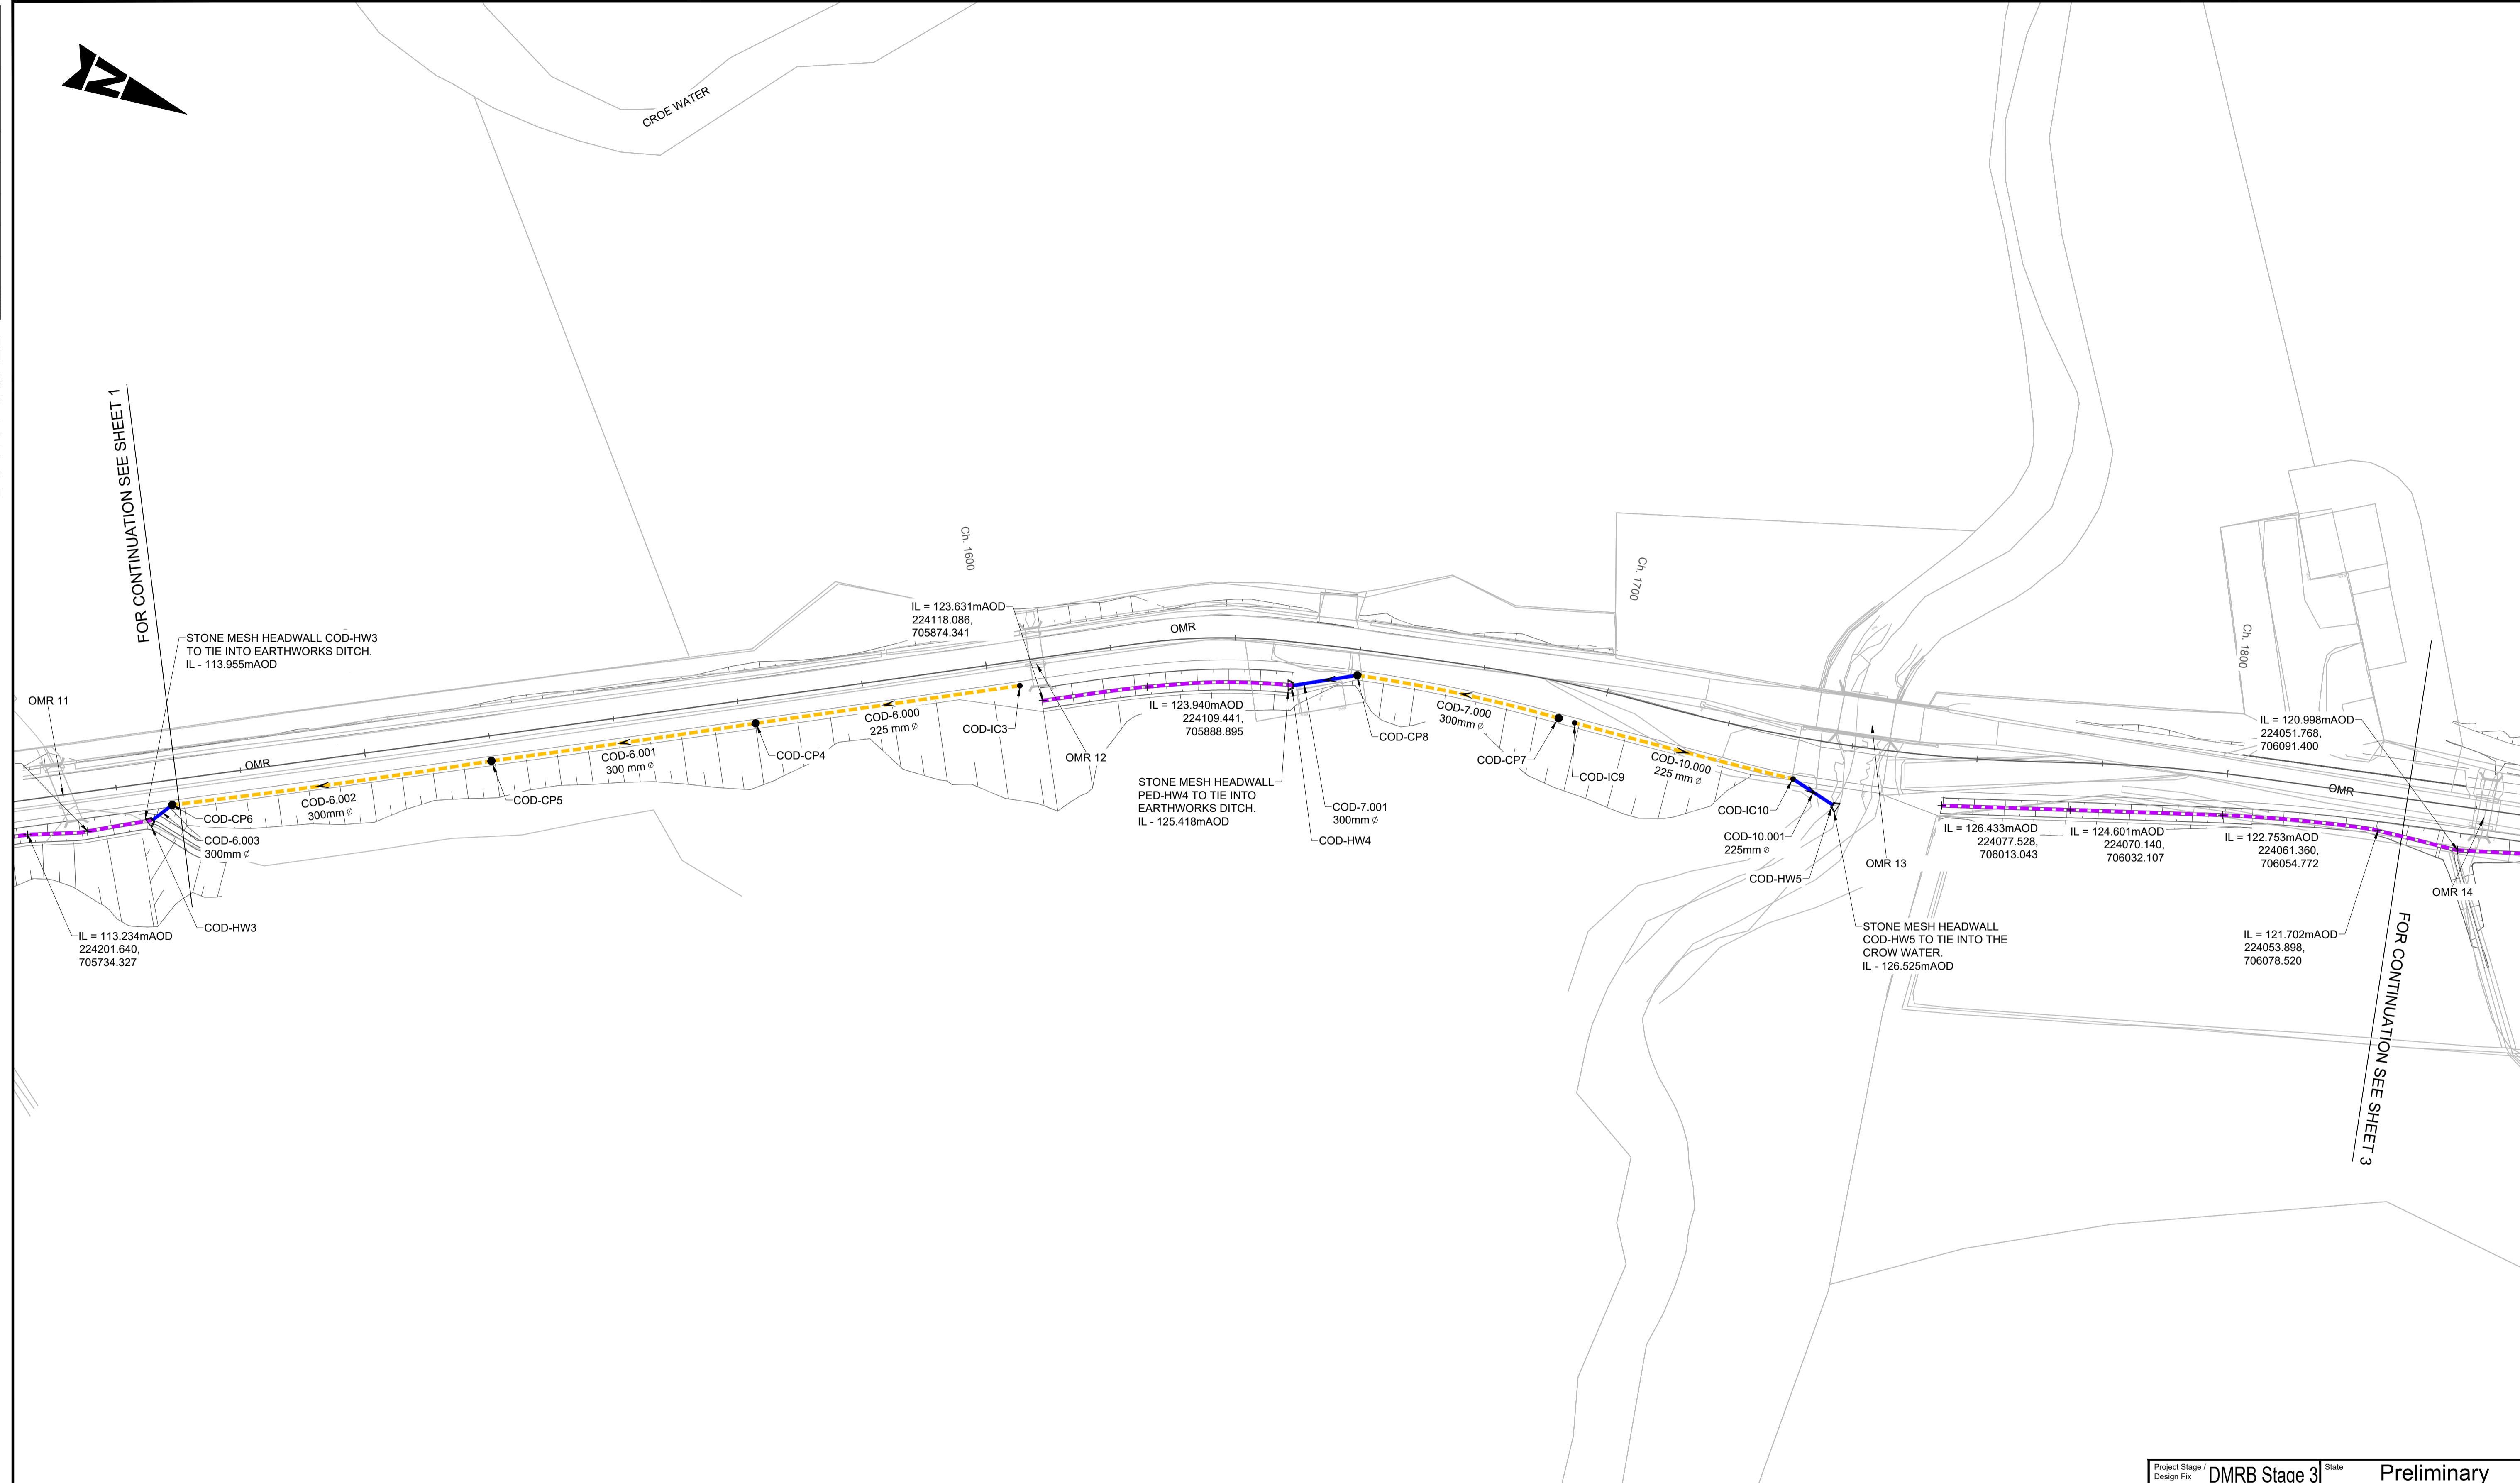 N
CROE WATER
FOR CONTINUATION SEE SHEET 1
STONE MESH HEADWALL COD-HW3
TO TIE INTO EARTHWORKS DITCH.
IL - 113.955mAOD
OMR 11
OMR
COD-CP6
COD-6.003
300mm ⌀
COD-HW3
IL = 113.234mAOD
224201.640,
705734.327
COD-6.002
300mm ⌀
COD-CP5
COD-6.001
300 mm ⌀
COD-CP4
COD-6.000
225 mm ⌀
COD-IC3
Ch. 1600
IL = 123.631mAOD
224118.086,
705874.341
OMR 12
OMR
IL = 123.940mAOD
224109.441,
705888.895
STONE MESH HEADWALL
PED-HW4 TO TIE INTO
EARTHWORKS DITCH.
IL - 125.418mAOD
COD-7.001
300mm ⌀
COD-HW4
COD-CP8
COD-7.000
300mm ⌀
COD-CP7
COD-IC9
Ch. 1700
COD-10.000
225 mm ⌀
COD-IC10
COD-10.001
225mm ⌀
COD-HW5
OMR 13
STONE MESH HEADWALL
COD-HW5 TO TIE INTO THE
CROW WATER.
IL - 126.525mAOD
IL = 126.433mAOD
224077.528,
706013.043
IL = 124.601mAOD
224070.140,
706032.107
IL = 122.753mAOD
224061.360,
706054.772
Ch. 1800
IL = 120.998mAOD
224051.768,
706091.400
OMR
OMR 14
IL = 121.702mAOD
224053.898,
706078.520
FOR CONTINUATION SEE SHEET 3
Project Stage /
Design Fix
DMRB Stage 3
State
Preliminary